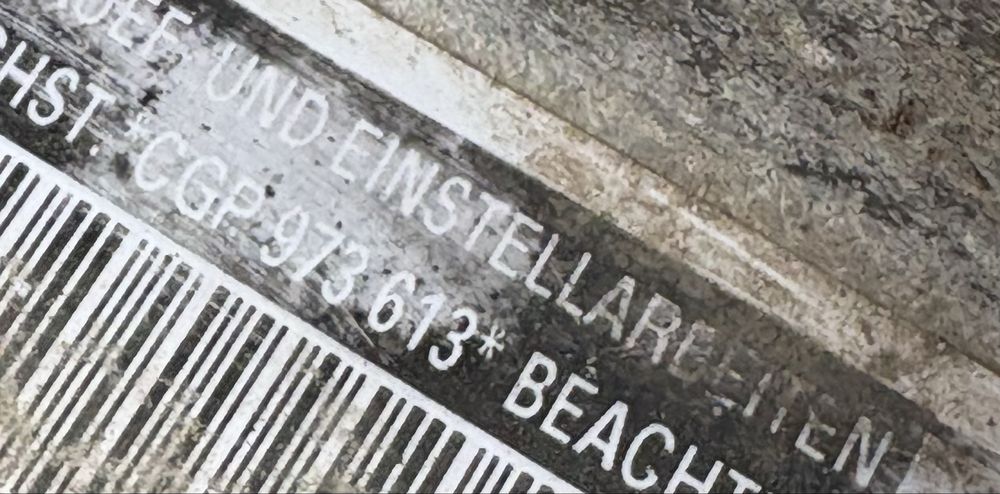 UND EINSTELLARBEITEN
HST. *CGP. 973 613* BEACHT